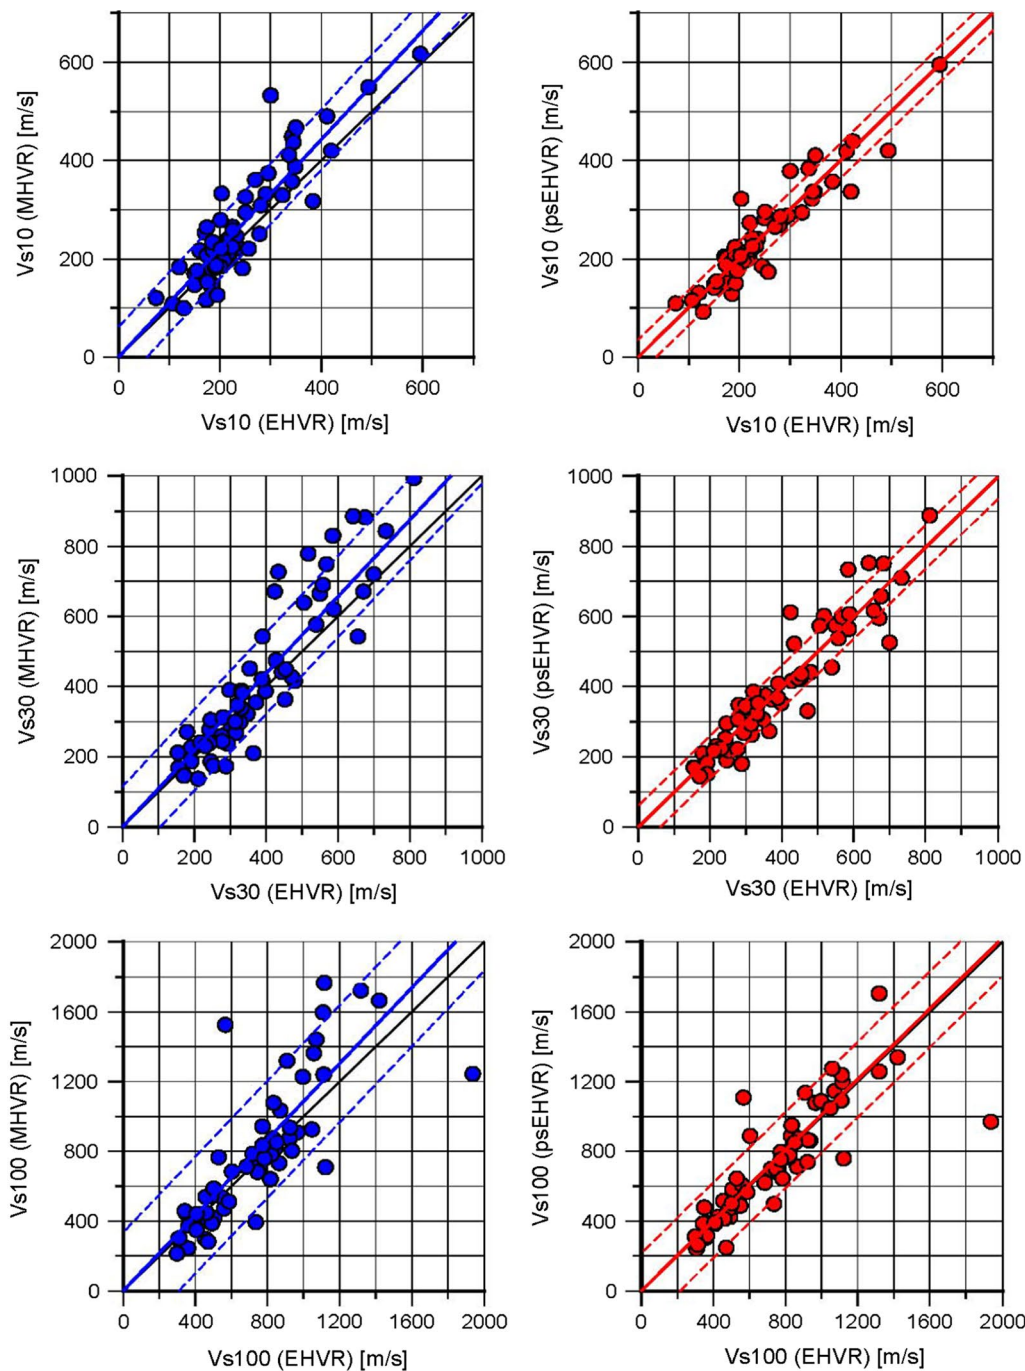 Vs10 (MHVR) [m/s]
600
400
200
0
0 200 400 600
Vs10 (EHVR) [m/s]
Vs10 (psEHVR) [m/s]
600
400
200
0
0 200 400 600
Vs10 (EHVR) [m/s]
Vs30 (MHVR) [m/s]
1000
800
600
400
200
0
0 200 400 600 800 1000
Vs30 (EHVR) [m/s]
Vs30 (psEHVR) [m/s]
1000
800
600
400
200
0
0 200 400 600 800 1000
Vs30 (EHVR) [m/s]
Vs100 (MHVR) [m/s]
2000
1600
1200
800
400
0
0 400 800 1200 1600 2000
Vs100 (EHVR) [m/s]
Vs100 (psEHVR) [m/s]
2000
1600
1200
800
400
0
0 400 800 1200 1600 2000
Vs100 (EHVR) [m/s]